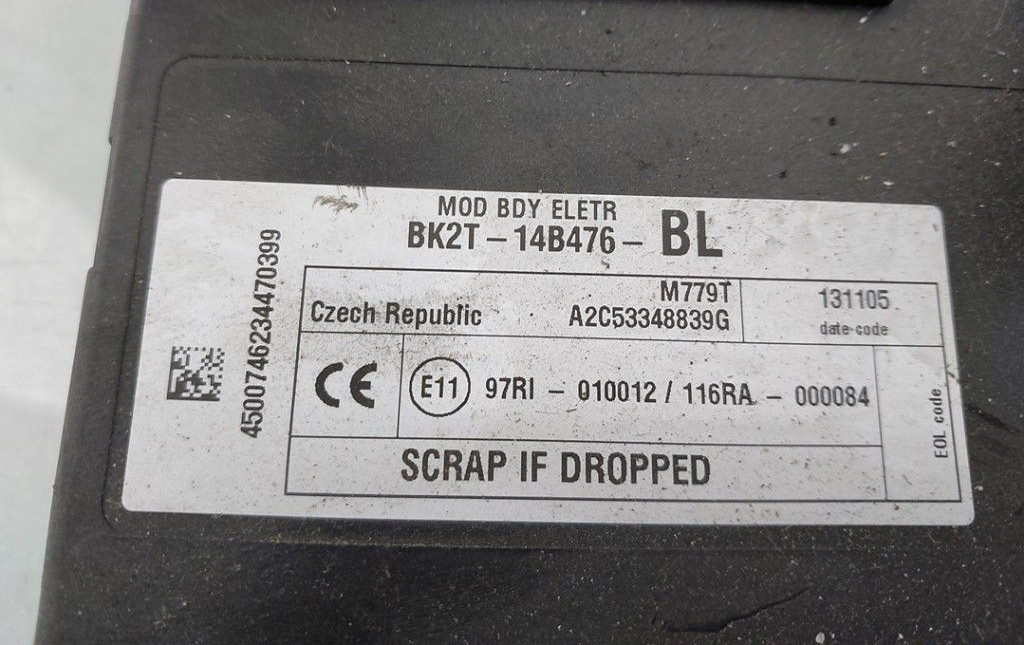 MOD BDY ELETR
BK2T - 14B476 - BL
4500746234470399
M779T
Czech Republic A2C53348839G
131105
date-code
CE E11 97RI - 010012 / 116RA - 000084
EOL code
SCRAP IF DROPPED